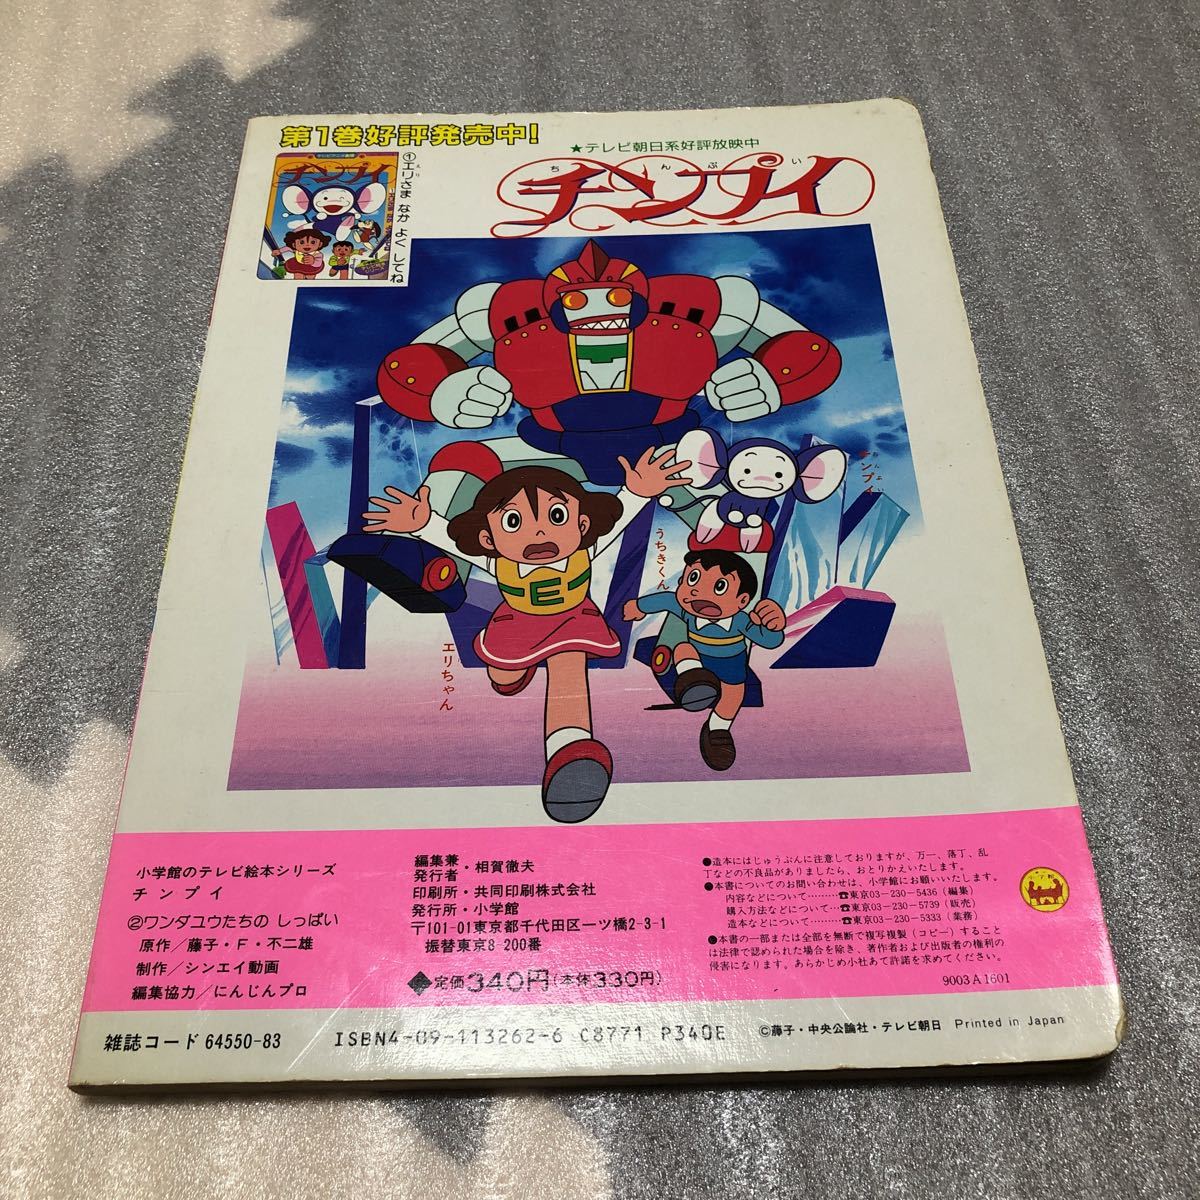 第1巻好評発売中!
テレビアニメ劇場
チンプイ
①エリさま なかよく してね
えり
★テレビ朝日系好評放映中
ちんぷい
チンプイ
チンプイ
うちきくん
エリちゃん
E
小学館のテレビ絵本シリーズ
チンプイ
②ワンダユウたちの しっぱい
原作/藤子・F・不二雄
制作/シンエイ動画
編集協力/にんじんプロ
編集兼
発行者・相賀徹夫
印刷所・共同印刷株式会社
発行所・小学館
〒101-01東京都千代田区一ツ橋2-3-1
振替東京8-200番
◆定価340円(本体330円)
●造本にはじゅうぶんに注意しておりますが、万一、落丁、乱
丁などの不良品がありましたら、おとりかえいたします。
●本書についてのお問い合わせは、小学館にお願いいたします。
内容などについて………☎東京03-230-5436(編集)
購入方法などについて…☎東京03-230-5739(販売)
造本などについて………☎東京03-230-5333(業務)
●本書の一部または全部を無断で複写複製(コピー)すること
は法律で認められた場合を除き、著作者および出版者の権利の
侵害になります。あらかじめ小社あて許諾を求めてください。
9003A1601
雑誌コード 64550-83
ISBN4-09-113262-6 C8771 P340E
©藤子・中央公論社・テレビ朝日 Printed in Japan